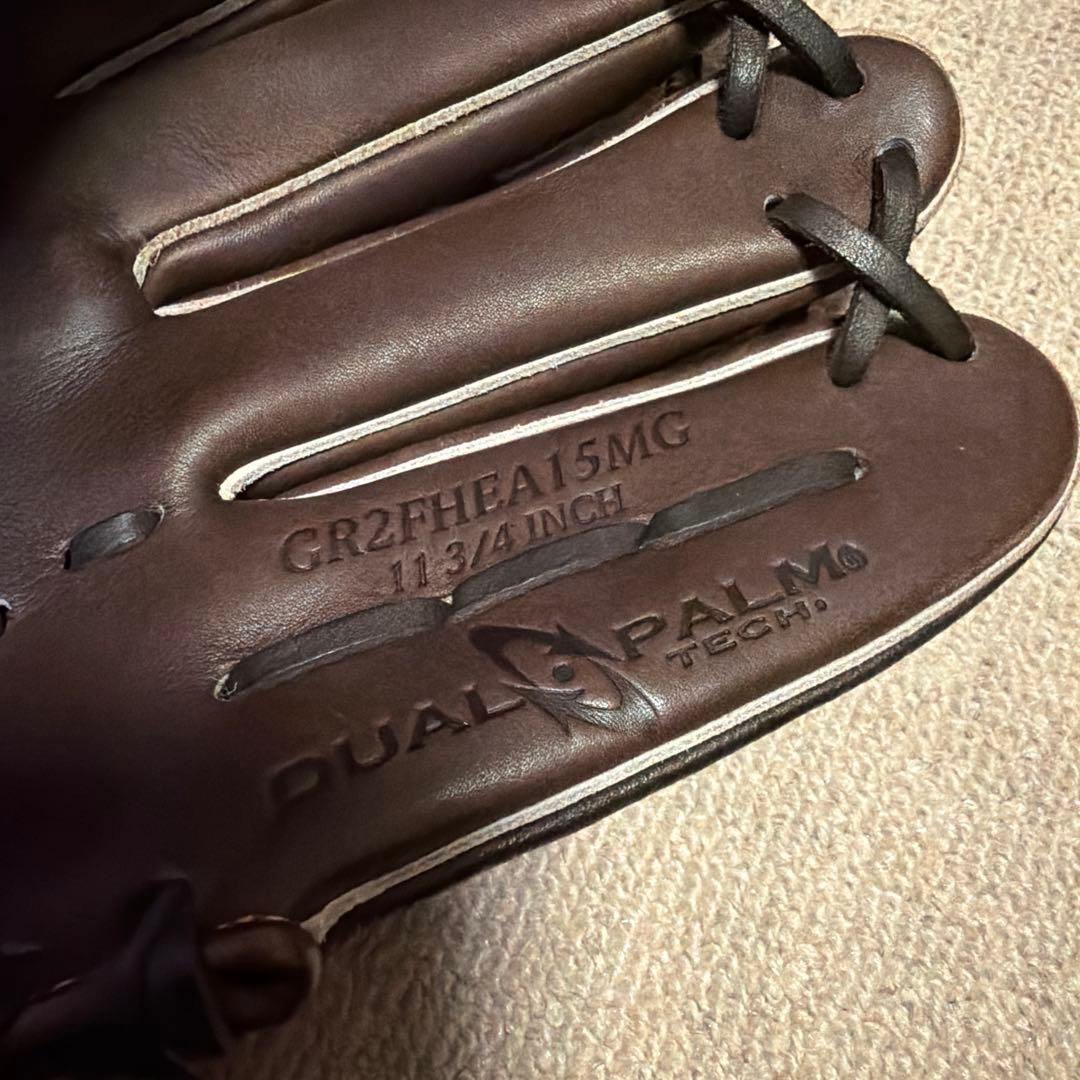 GR2FHEA15MG
11 3/4 INCH
DUAL PALM®
TECH.